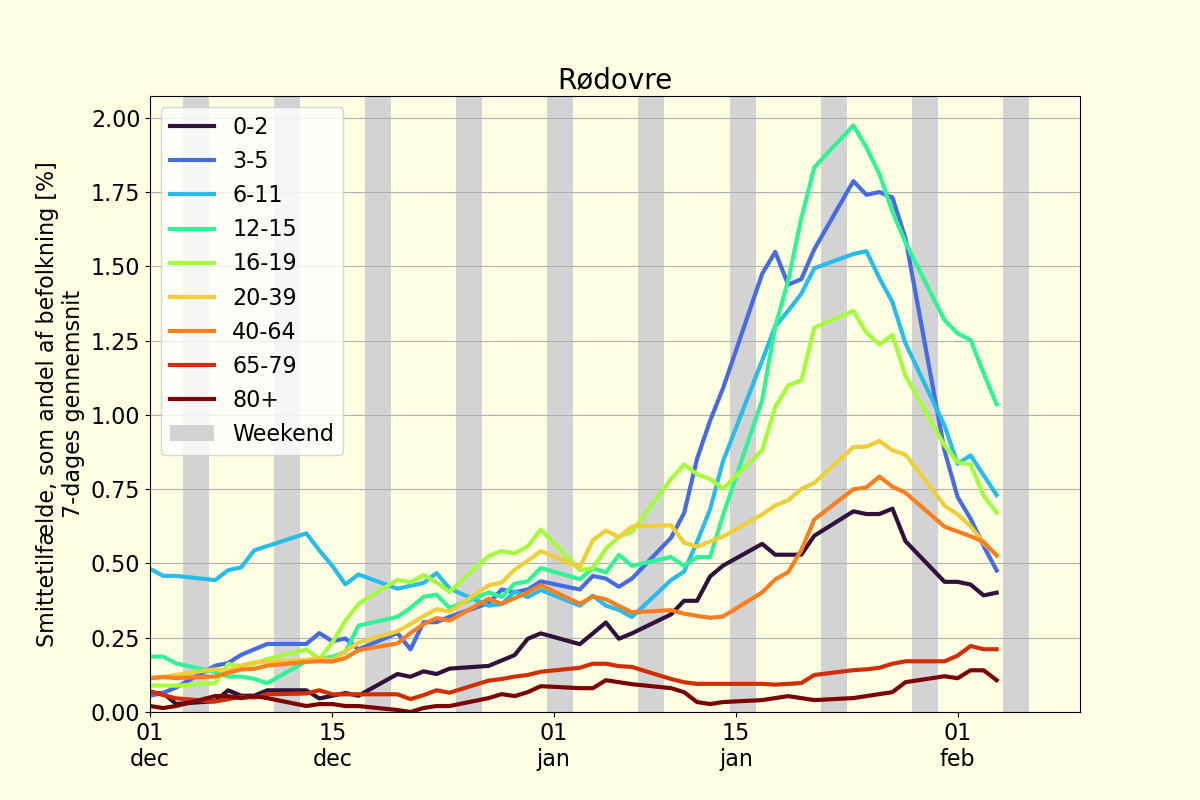 Rødovre
Smittetilfælde, som andel af befolkning [%]
7-dages gennemsnit
2.00
1.75
1.50
1.25
1.00
0.75
0.50
0.25
0.00
0-2
3-5
6-11
12-15
16-19
20-39
40-64
65-79
80+
Weekend
01
dec
15
dec
01
jan
15
jan
01
feb